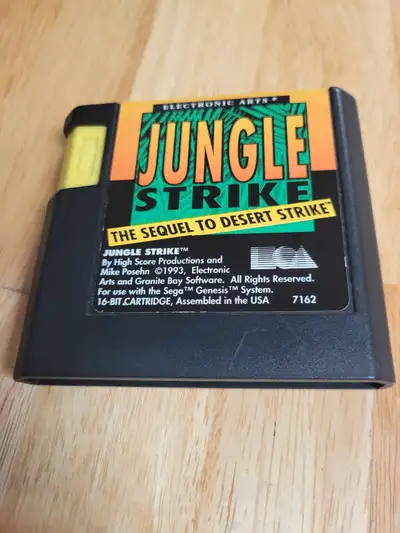 ELECTRONIC ARTS®
JUNGLE
STRIKE
THE SEQUEL TO DESERT STRIKE™
JUNGLE STRIKE™
By High Score Productions and
Mike Posehn ©1993, Electronic
Arts and Granite Bay Software. All Rights Reserved.
For use with the Sega™ Genesis™ System.
16-BIT CARTRIDGE, Assembled in the USA 7162
EA